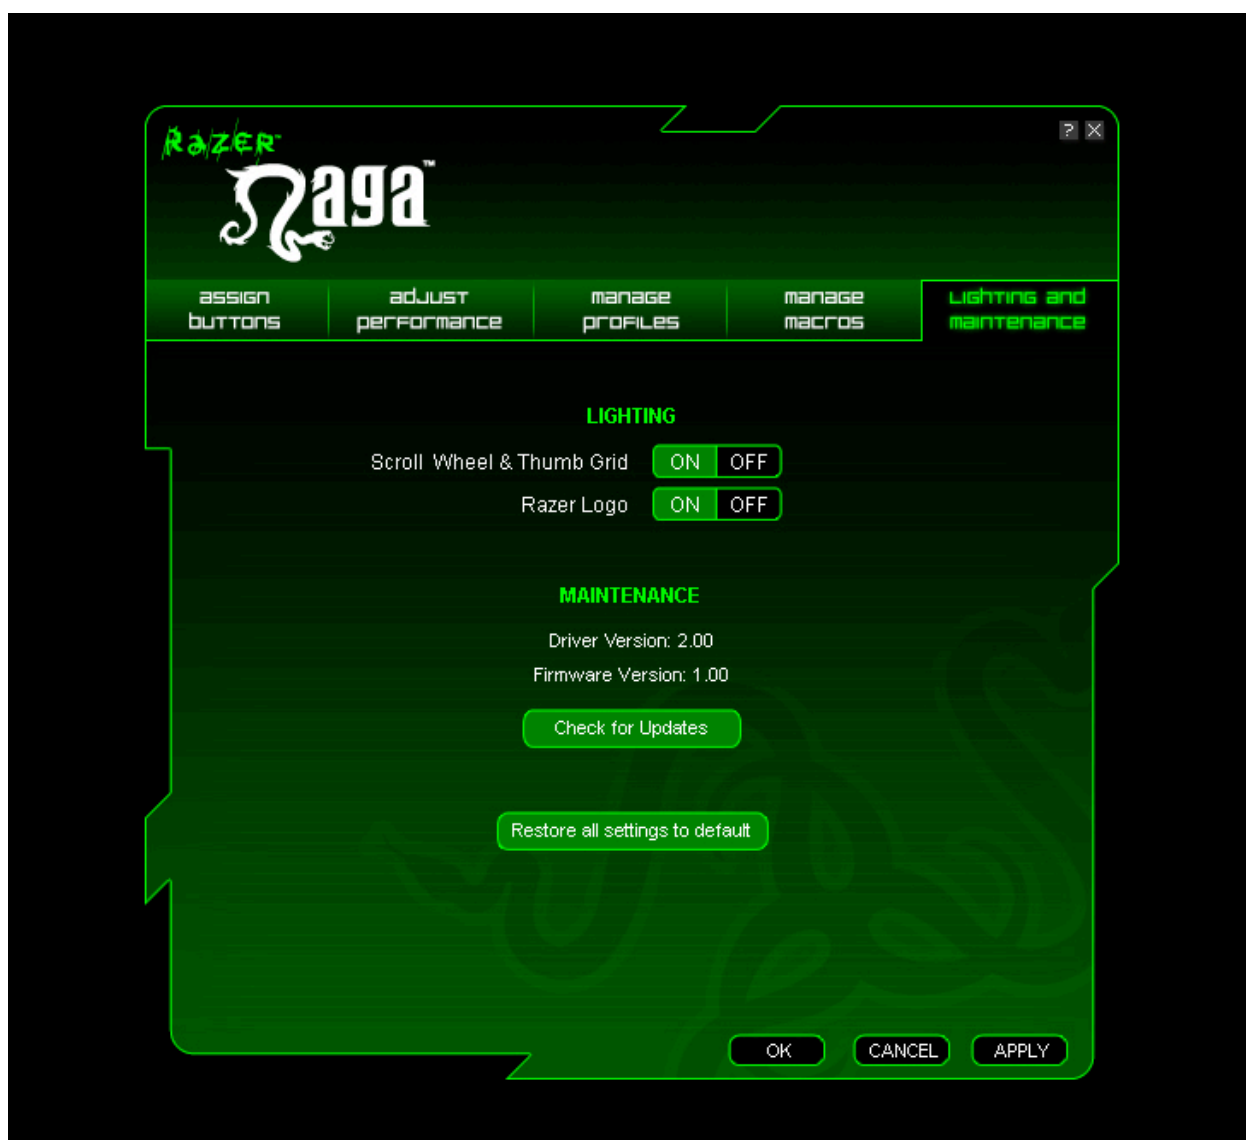 RAZER™
Naga™
? X
assign buttons
adjust performance
manage profiles
manage macros
Lighting and maintenance
LIGHTING
Scroll Wheel & Thumb Grid ON OFF
Razer Logo ON OFF
MAINTENANCE
Driver Version: 2.00
Firmware Version: 1.00
Check for Updates
Restore all settings to default
OK CANCEL APPLY